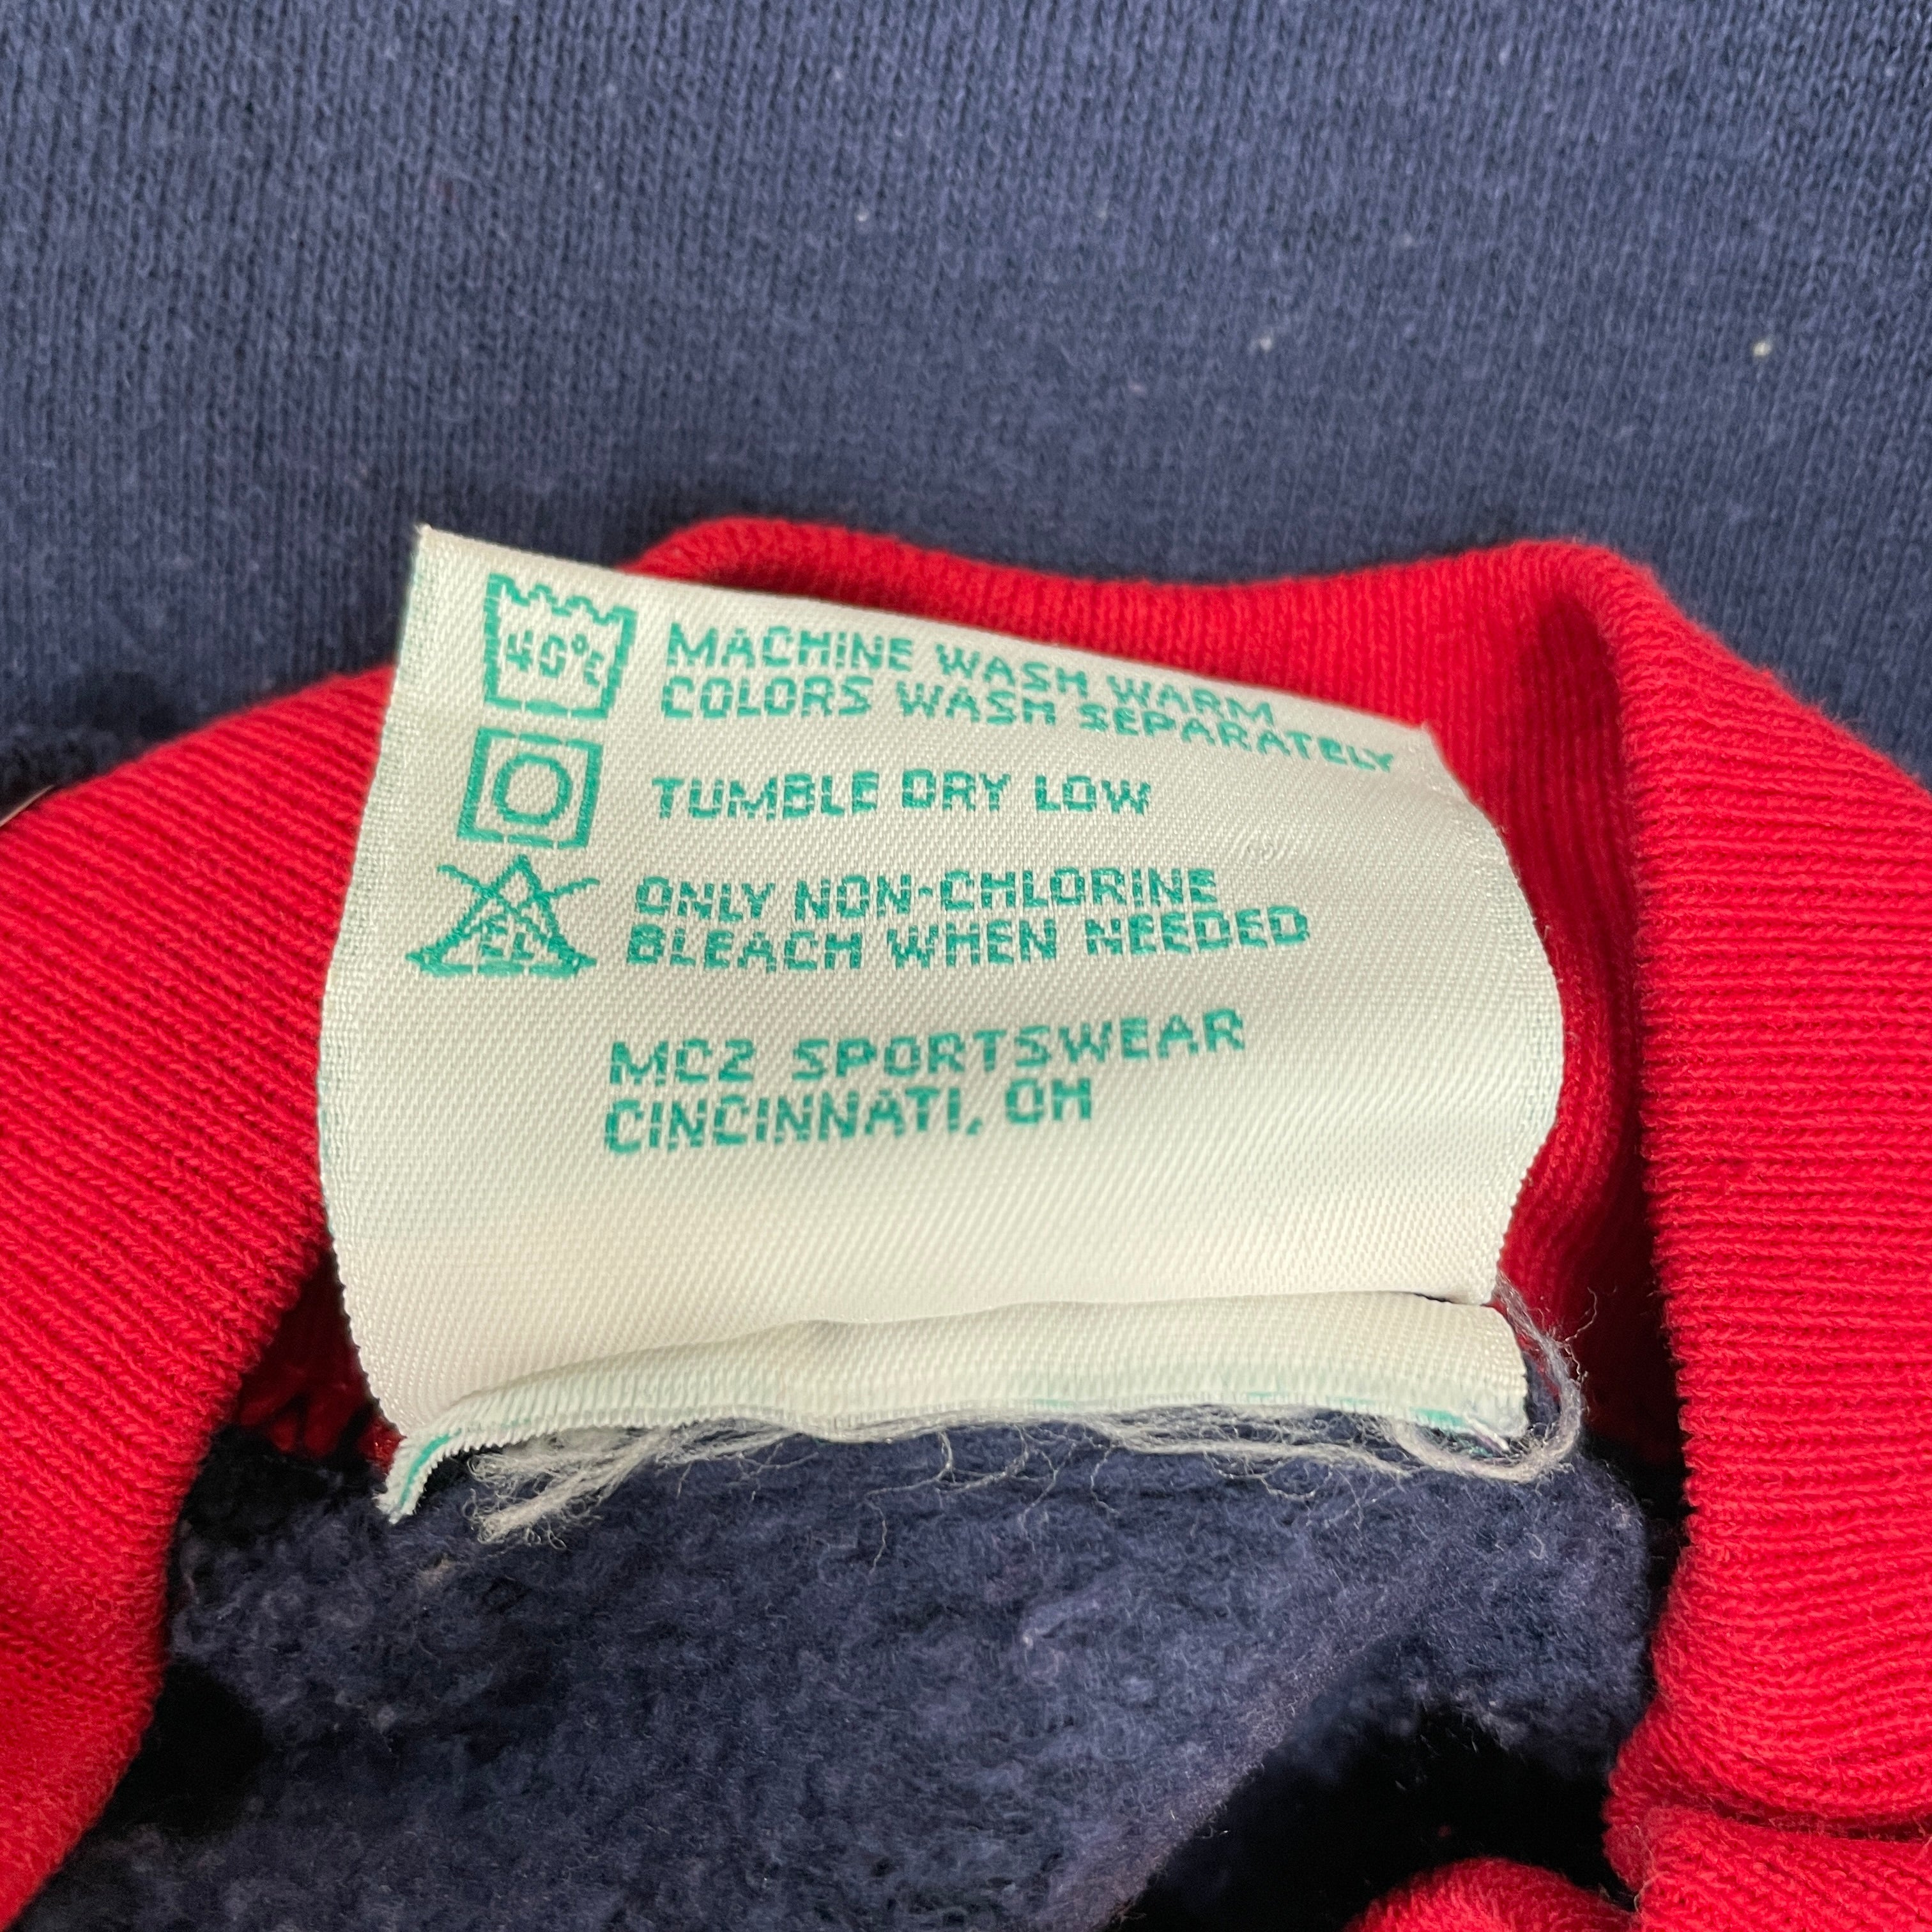 40°C
MACHINE WASH WARM
COLORS WASH SEPARATELY
TUMBLE DRY LOW
CL
ONLY NON-CHLORINE
BLEACH WHEN NEEDED
MC2 SPORTSWEAR
CINCINNATI, OH